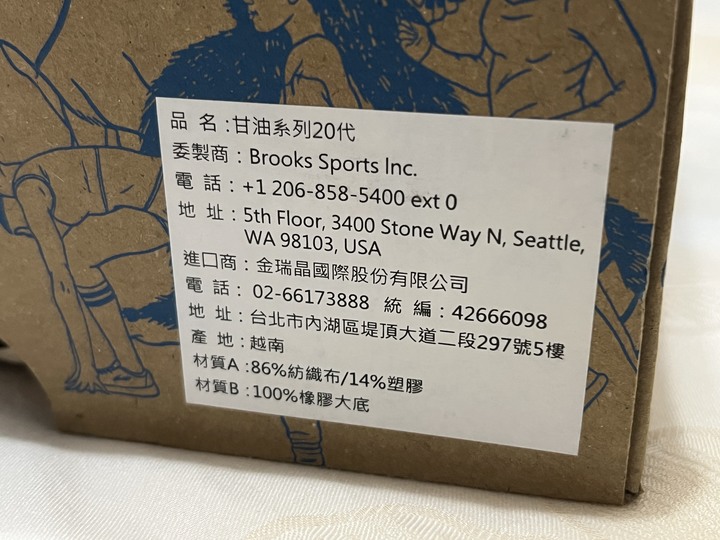 品 名 :甘油系列20代
委製商 : Brooks Sports Inc.
電 話 : +1 206-858-5400 ext 0
地 址 : 5th Floor, 3400 Stone Way N, Seattle,
WA 98103, USA
進口商 : 金瑞晶國際股份有限公司
電 話 : 02-66173888 統 編 : 42666098
地 址 : 台北市內湖區堤頂大道二段297號5樓
產 地 : 越南
材質A : 86%紡織布/14%塑膠
材質B : 100%橡膠大底